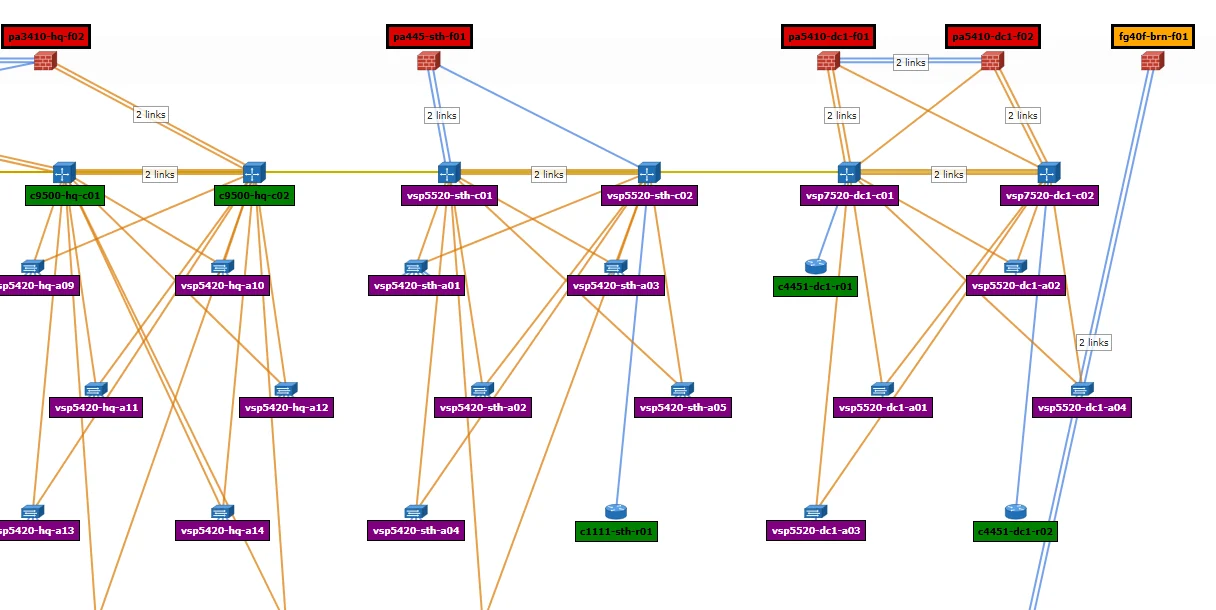 pa3410-hq-f02
pa445-sth-f01
pa5410-dc1-f01
pa5410-dc1-f02
fg40f-brn-f01
2 links
2 links
2 links
2 links
2 links
2 links
2 links
2 links
c9500-hq-c01
c9500-hq-c02
vsp5520-sth-c01
vsp5520-sth-c02
vsp7520-dc1-c01
vsp7520-dc1-c02
sp5420-hq-a09
vsp5420-hq-a10
vsp5420-sth-a01
vsp5420-sth-a03
c4451-dc1-r01
vsp5520-dc1-a02
2 links
vsp5420-hq-a11
vsp5420-hq-a12
vsp5420-sth-a02
vsp5420-sth-a05
vsp5520-dc1-a01
vsp5520-dc1-a04
sp5420-hq-a13
vsp5420-hq-a14
vsp5420-sth-a04
c1111-sth-r01
vsp5520-dc1-a03
c4451-dc1-r02